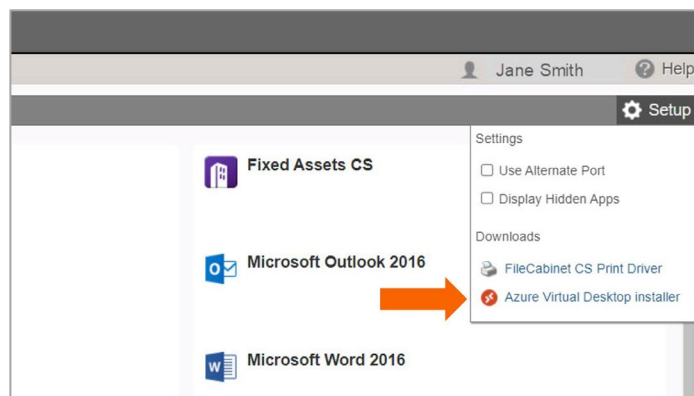 Jane Smith
Help
Setup
Settings
Use Alternate Port
Display Hidden Apps
Downloads
FileCabinet CS Print Driver
Azure Virtual Desktop installer
Fixed Assets CS
Microsoft Outlook 2016
Microsoft Word 2016